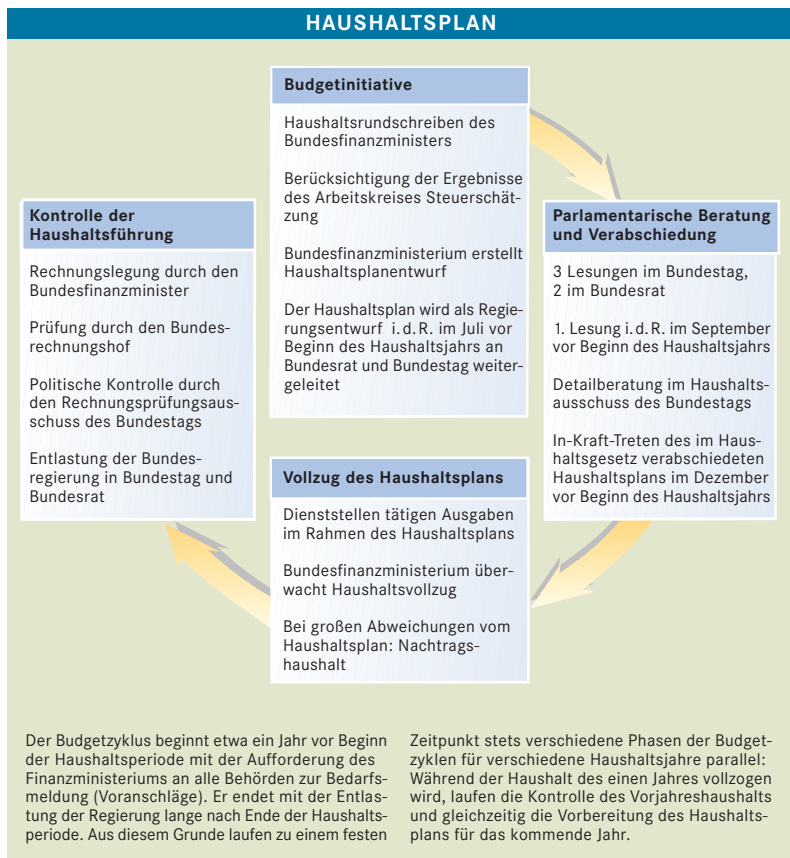 HAUSHALTSPLAN
Budgetinitiative
Haushaltsrundschreiben des
Bundesfinanzministers
Berücksichtigung der Ergebnisse
des Arbeitskreises Steuerschät-
zung
Bundesfinanzministerium erstellt
Haushaltsplanentwurf
Der Haushaltsplan wird als Regie-
rungsentwurf i.d.R. im Juli vor
Beginn des Haushaltsjahrs an
Bundesrat und Bundestag weiter-
geleitet
Parlamentarische Beratung
und Verabschiedung
3 Lesungen im Bundestag,
2 im Bundesrat
1. Lesung i.d.R. im September
vor Beginn des Haushaltsjahrs
Detailberatung im Haushalts-
ausschuss des Bundestags
In-Kraft-Treten des im Haus-
haltsgesetz verabschiedeten
Haushaltsplans im Dezember
vor Beginn des Haushaltsjahrs
Vollzug des Haushaltsplans
Dienststellen tätigen Ausgaben
im Rahmen des Haushaltsplans
Bundesfinanzministerium über-
wacht Haushaltsvollzug
Bei großen Abweichungen vom
Haushaltsplan: Nachtrags-
haushalt
Kontrolle der
Haushaltsführung
Rechnungslegung durch den
Bundesfinanzminister
Prüfung durch den Bundes-
rechnungshof
Politische Kontrolle durch
den Rechnungsprüfungsaus-
schuss des Bundestags
Entlastung der Bundes-
regierung in Bundestag und
Bundesrat
Der Budgetzyklus beginnt etwa ein Jahr vor Beginn
der Haushaltsperiode mit der Aufforderung des
Finanzministeriums an alle Behörden zur Bedarfs-
meldung (Voranschläge). Er endet mit der Entlas-
tung der Regierung lange nach Ende der Haushalts-
periode. Aus diesem Grunde laufen zu einem festen
Zeitpunkt stets verschiedene Phasen der Budget-
zyklen für verschiedene Haushaltsjahre parallel:
Während der Haushalt des einen Jahres vollzogen
wird, laufen die Kontrolle des Vorjahreshaushalts
und gleichzeitig die Vorbereitung des Haushalts-
plans für das kommende Jahr.